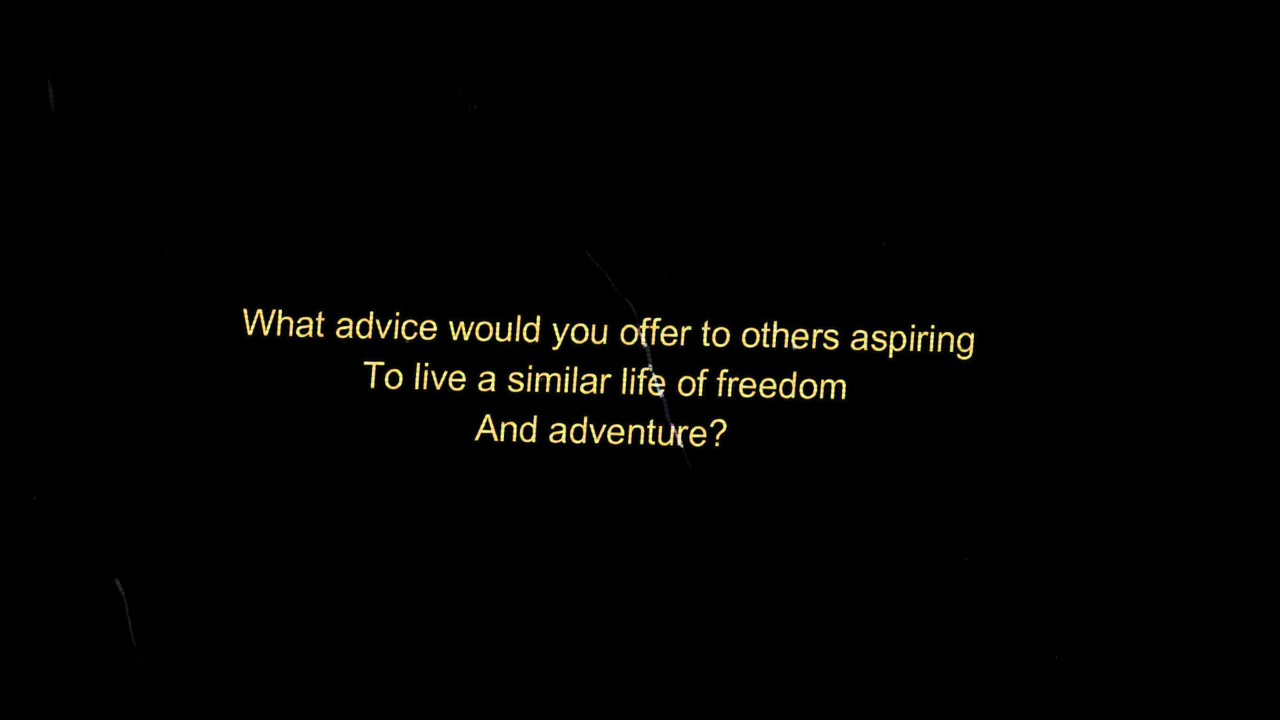 What advice would you offer to others aspiring
To live a similar life of freedom
And adventure?